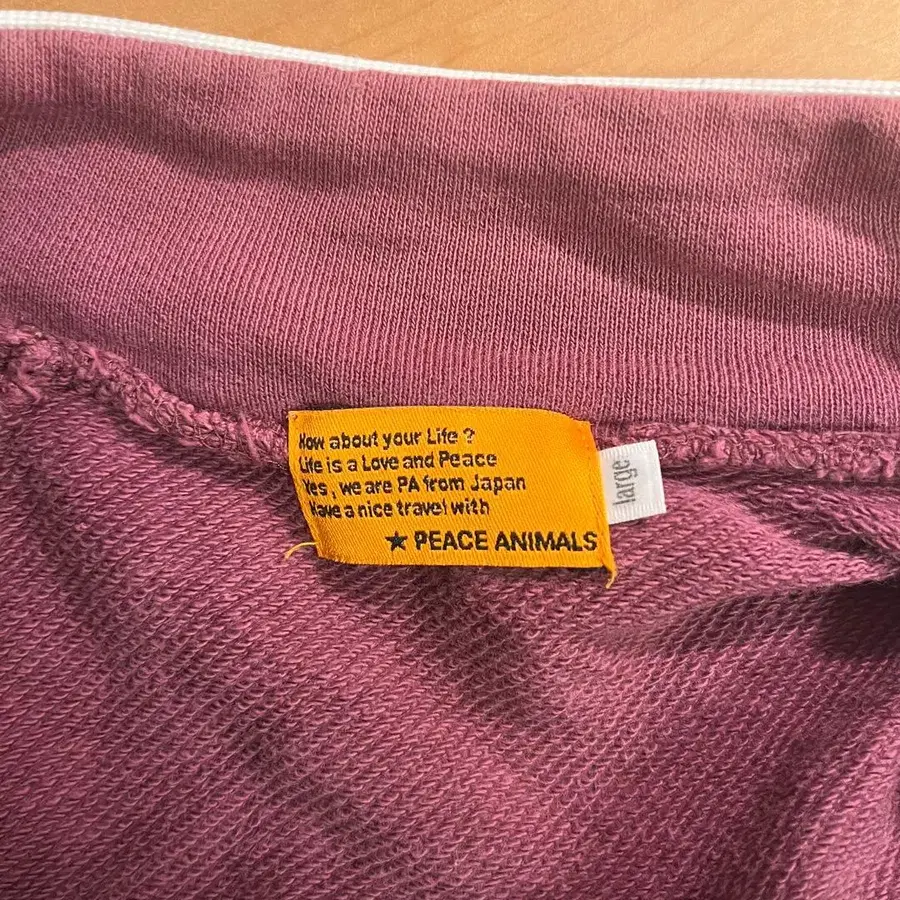 How about your Life ?
Life is a Love and Peace
Yes, we are PA from Japan
Have a nice travel with
★ PEACE ANIMALS
large